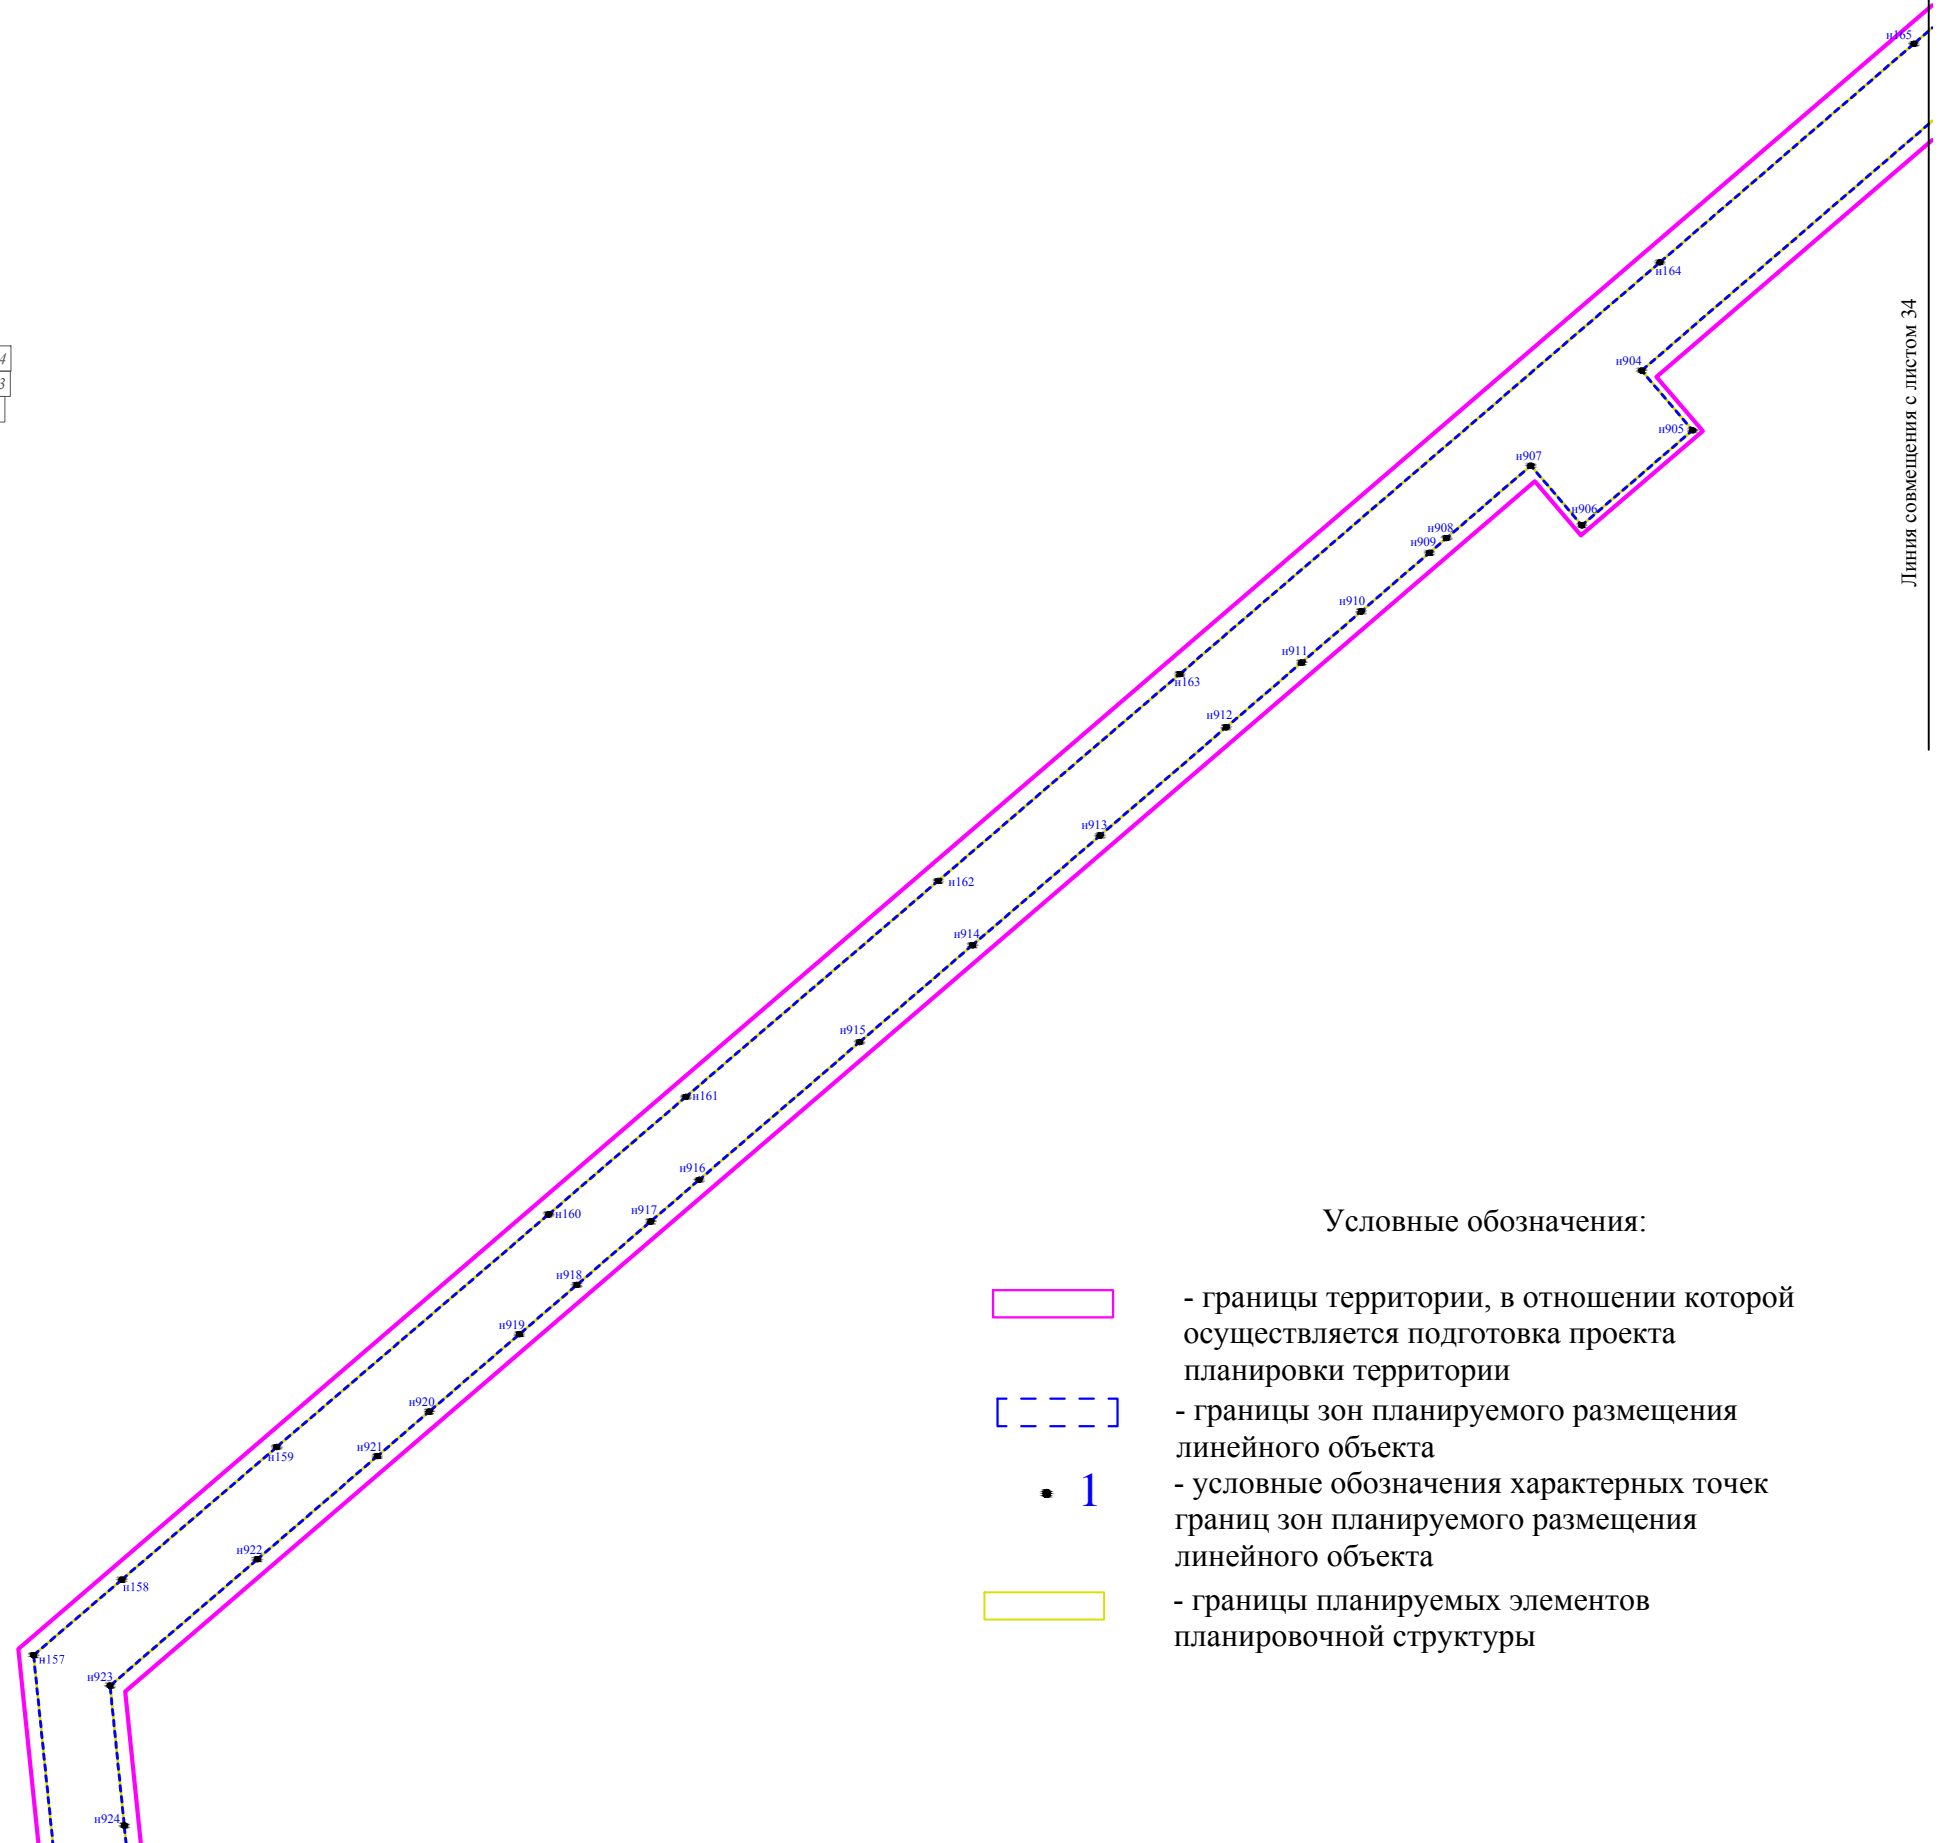 н165
н164
Линия совмещения с листом 34
4
3
н904
н905
н907
н906
н908
н909
н910
н911
н163
н912
н913
н162
н914
н915
н161
н916
н917
н160
н918
н919
н920
н921
н159
н922
н158
н157
н923
н924
Условные обозначения:
- границы территории, в отношении которой
осуществляется подготовка проекта
планировки территории
- границы зон планируемого размещения
линейного объекта
1
- условные обозначения характерных точек
границ зон планируемого размещения
линейного объекта
- границы планируемых элементов
планировочной структуры